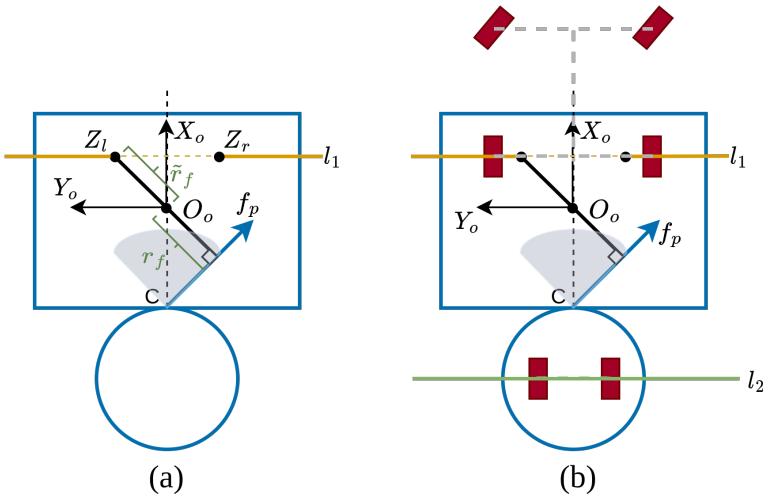 X_o
Z_l
Z_r
l_1
r̃_f
Y_o
O_o
f_p
r_f
C
(a)
X_o
l_1
O_o
Y_o
f_p
C
l_2
(b)